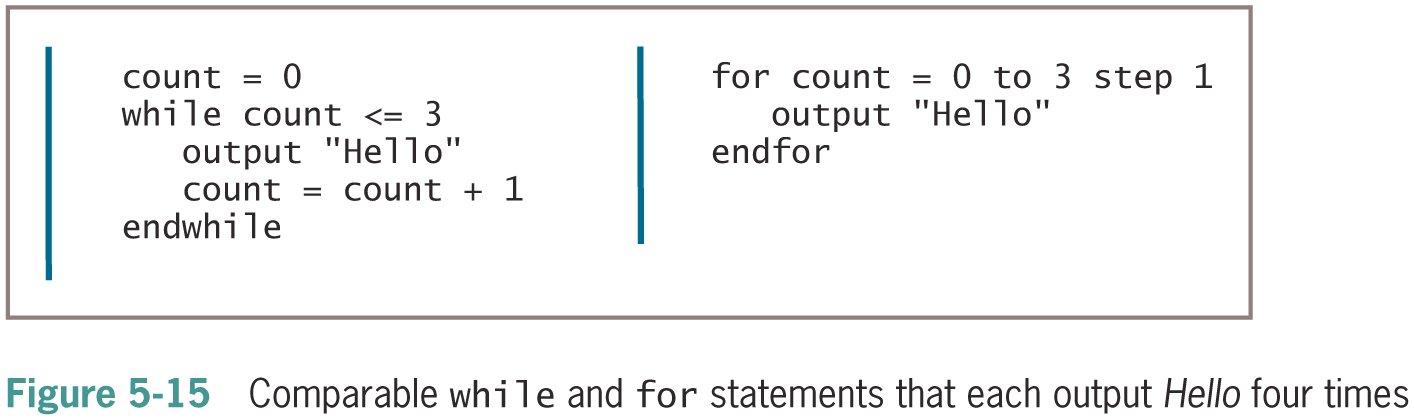 count = 0
while count <= 3
   output "Hello"
   count = count + 1
endwhile
for count = 0 to 3 step 1
   output "Hello"
endfor
Figure 5-15 Comparable while and for statements that each output Hello four times